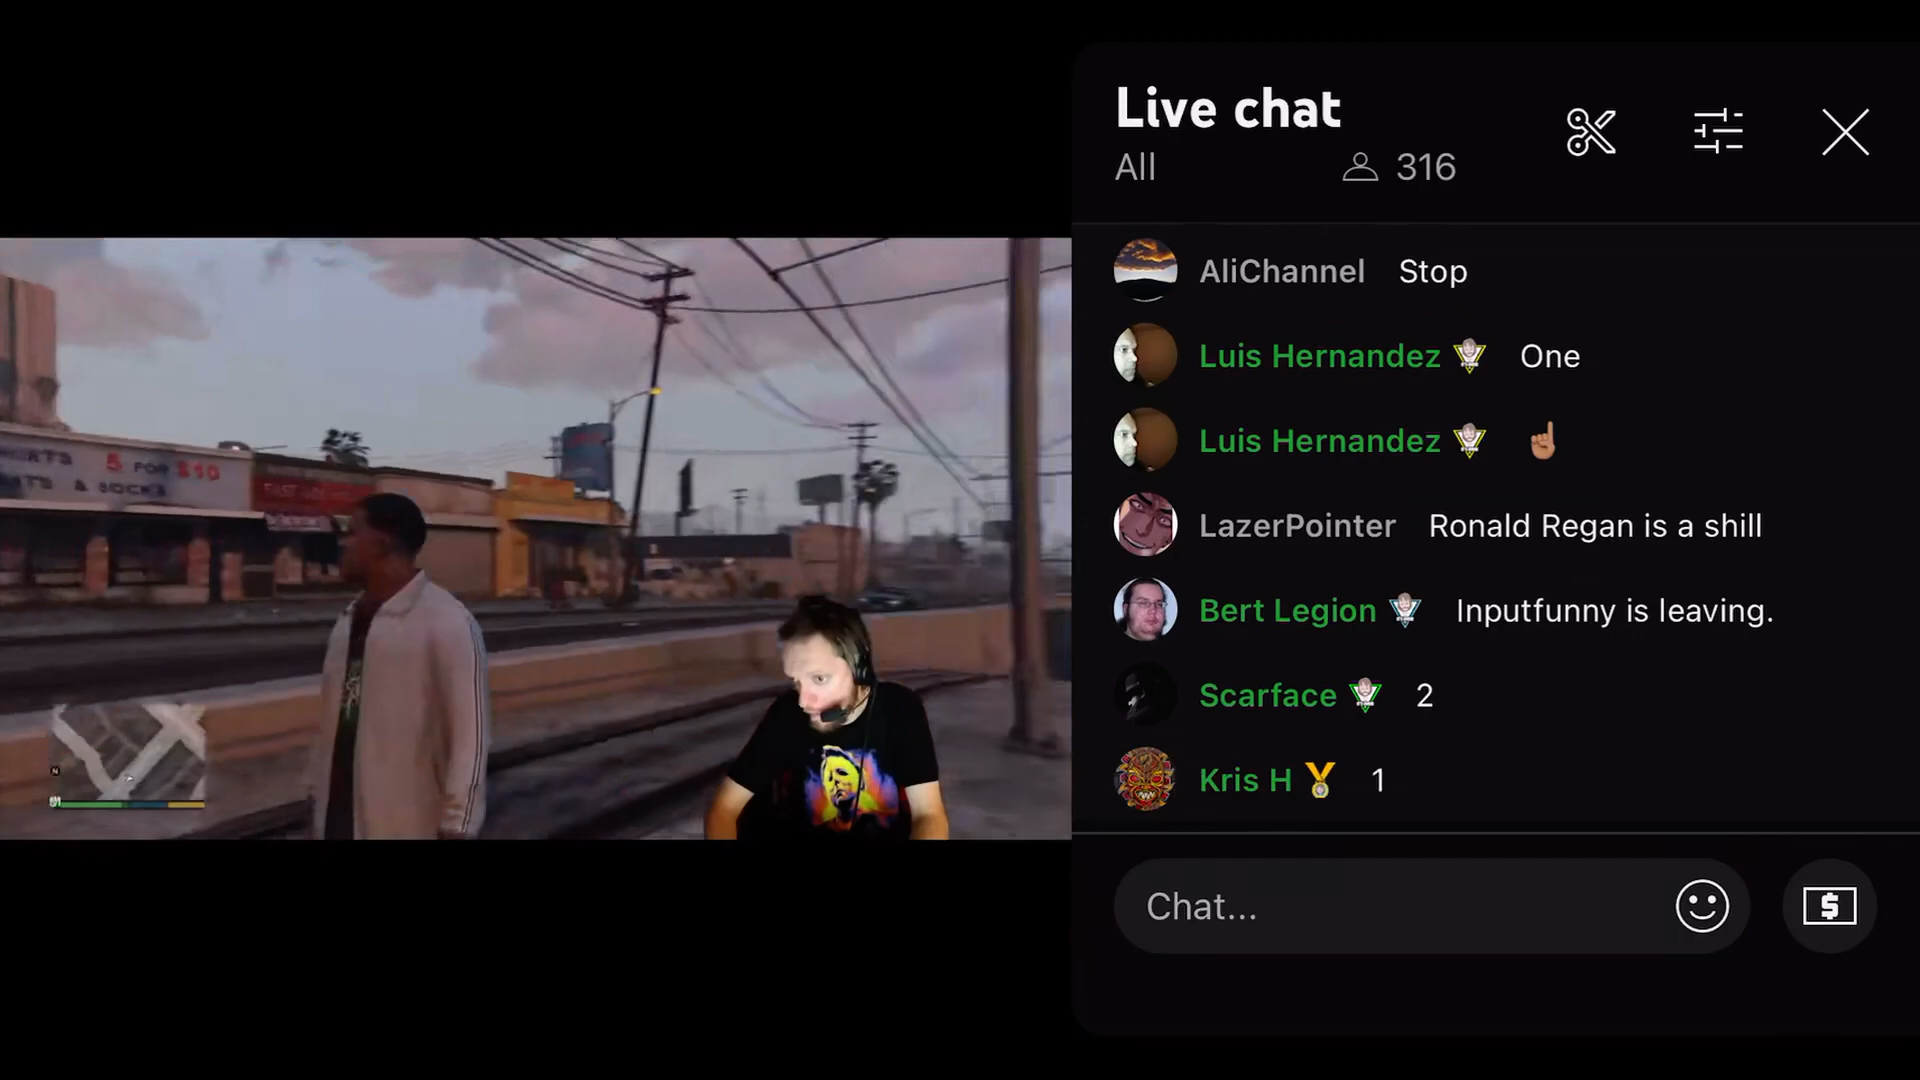 Live chat
All 316
AliChannel Stop
Luis Hernandez One
Luis Hernandez ☝🏽
LazerPointer Ronald Regan is a shill
Bert Legion Inputfunny is leaving.
Scarface 2
Kris H 1
5 FOR $10
& SOCKS
N
Chat...
$